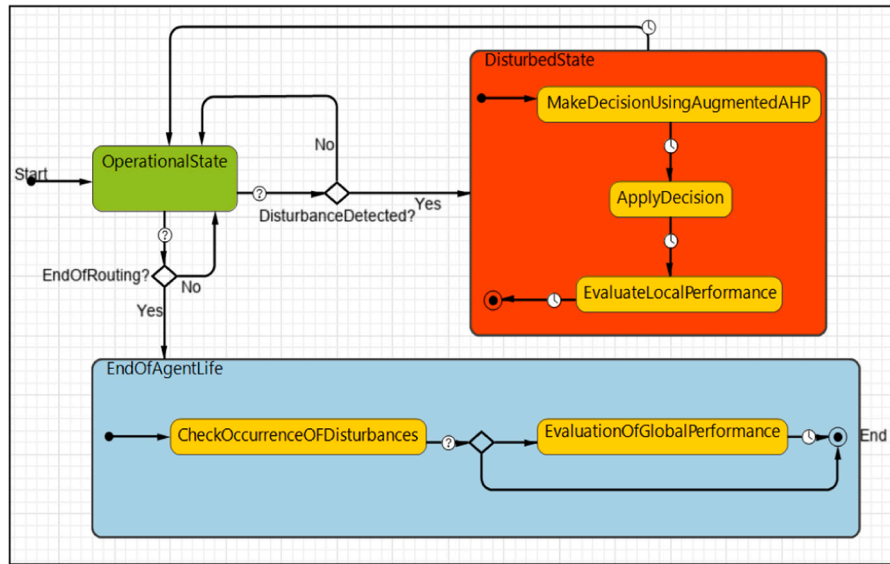 DisturbedState
MakeDecisionUsingAugmentedAHP
No
OperationalState
Start
?
Yes
DisturbanceDetected?
ApplyDecision
?
EndOfRouting?
No
EvaluateLocalPerformance
Yes
EndOfAgentLife
CheckOccurrenceOFDisturbances
?
EvaluationOfGlobalPerformance
End